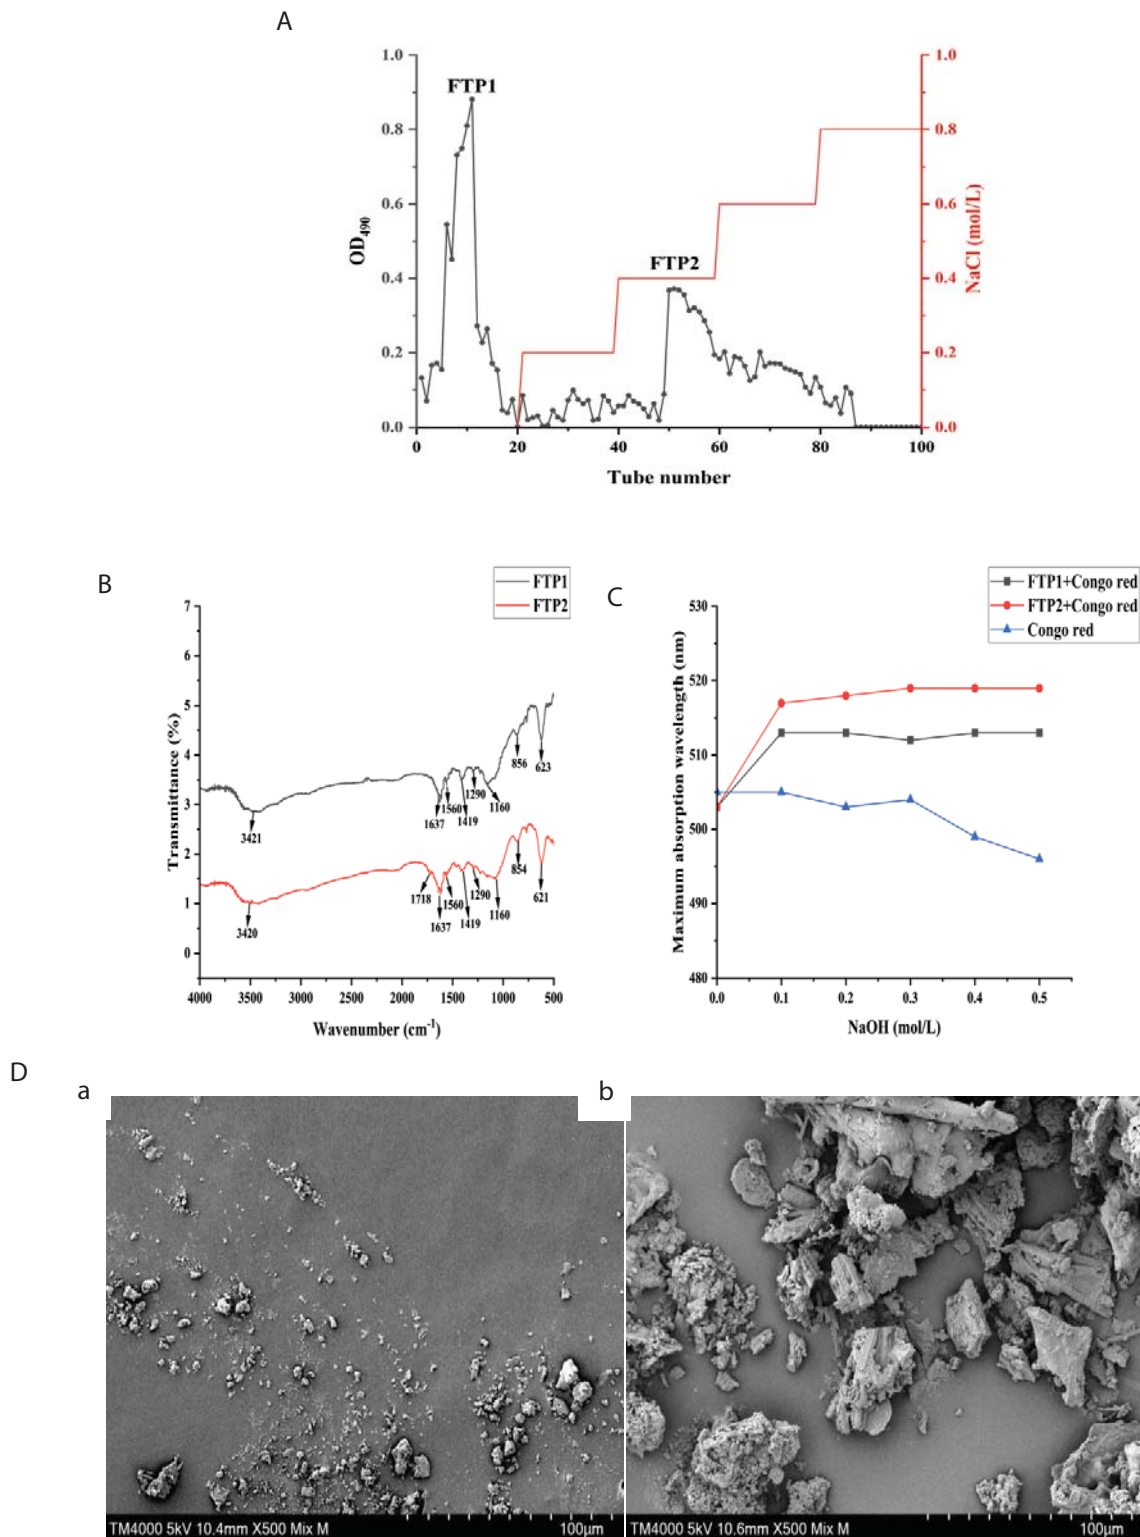 A
FTP1
FTP2
OD490
1.0
0.8
0.6
0.4
0.2
0.0
0
20
40
60
80
100
Tube number
1.0
0.8
0.6
0.4
0.2
0.0
NaCl (mol/L)
B
FTP1
FTP2
Transmittance (%)
7
6
5
4
3
2
1
0
3421
1637
1560
1419
1290
1160
856
623
3420
1718
1637
1560
1419
1290
1160
854
621
4000
3500
3000
2500
2000
1500
1000
500
Wavenumber (cm-1)
C
FTP1+Congo red
FTP2+Congo red
Congo red
Maximum absorption wavelength (nm)
530
520
510
500
490
480
0.0
0.1
0.2
0.3
0.4
0.5
NaOH (mol/L)
D
a
TM4000 5kV 10.4mm X500 Mix M
100µm
b
TM4000 5kV 10.6mm X500 Mix M
100µm